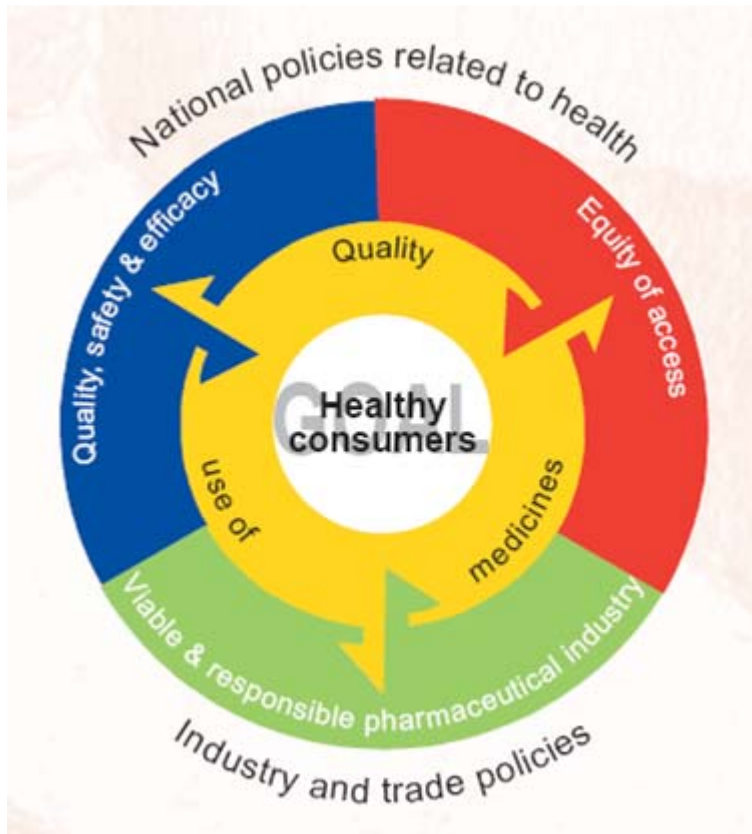 National policies related to health
Quality, safety & efficacy
Equity of access
Quality
use of
medicines
GOAL
Healthy
consumers
Viable & responsible pharmaceutical industry
Industry and trade policies